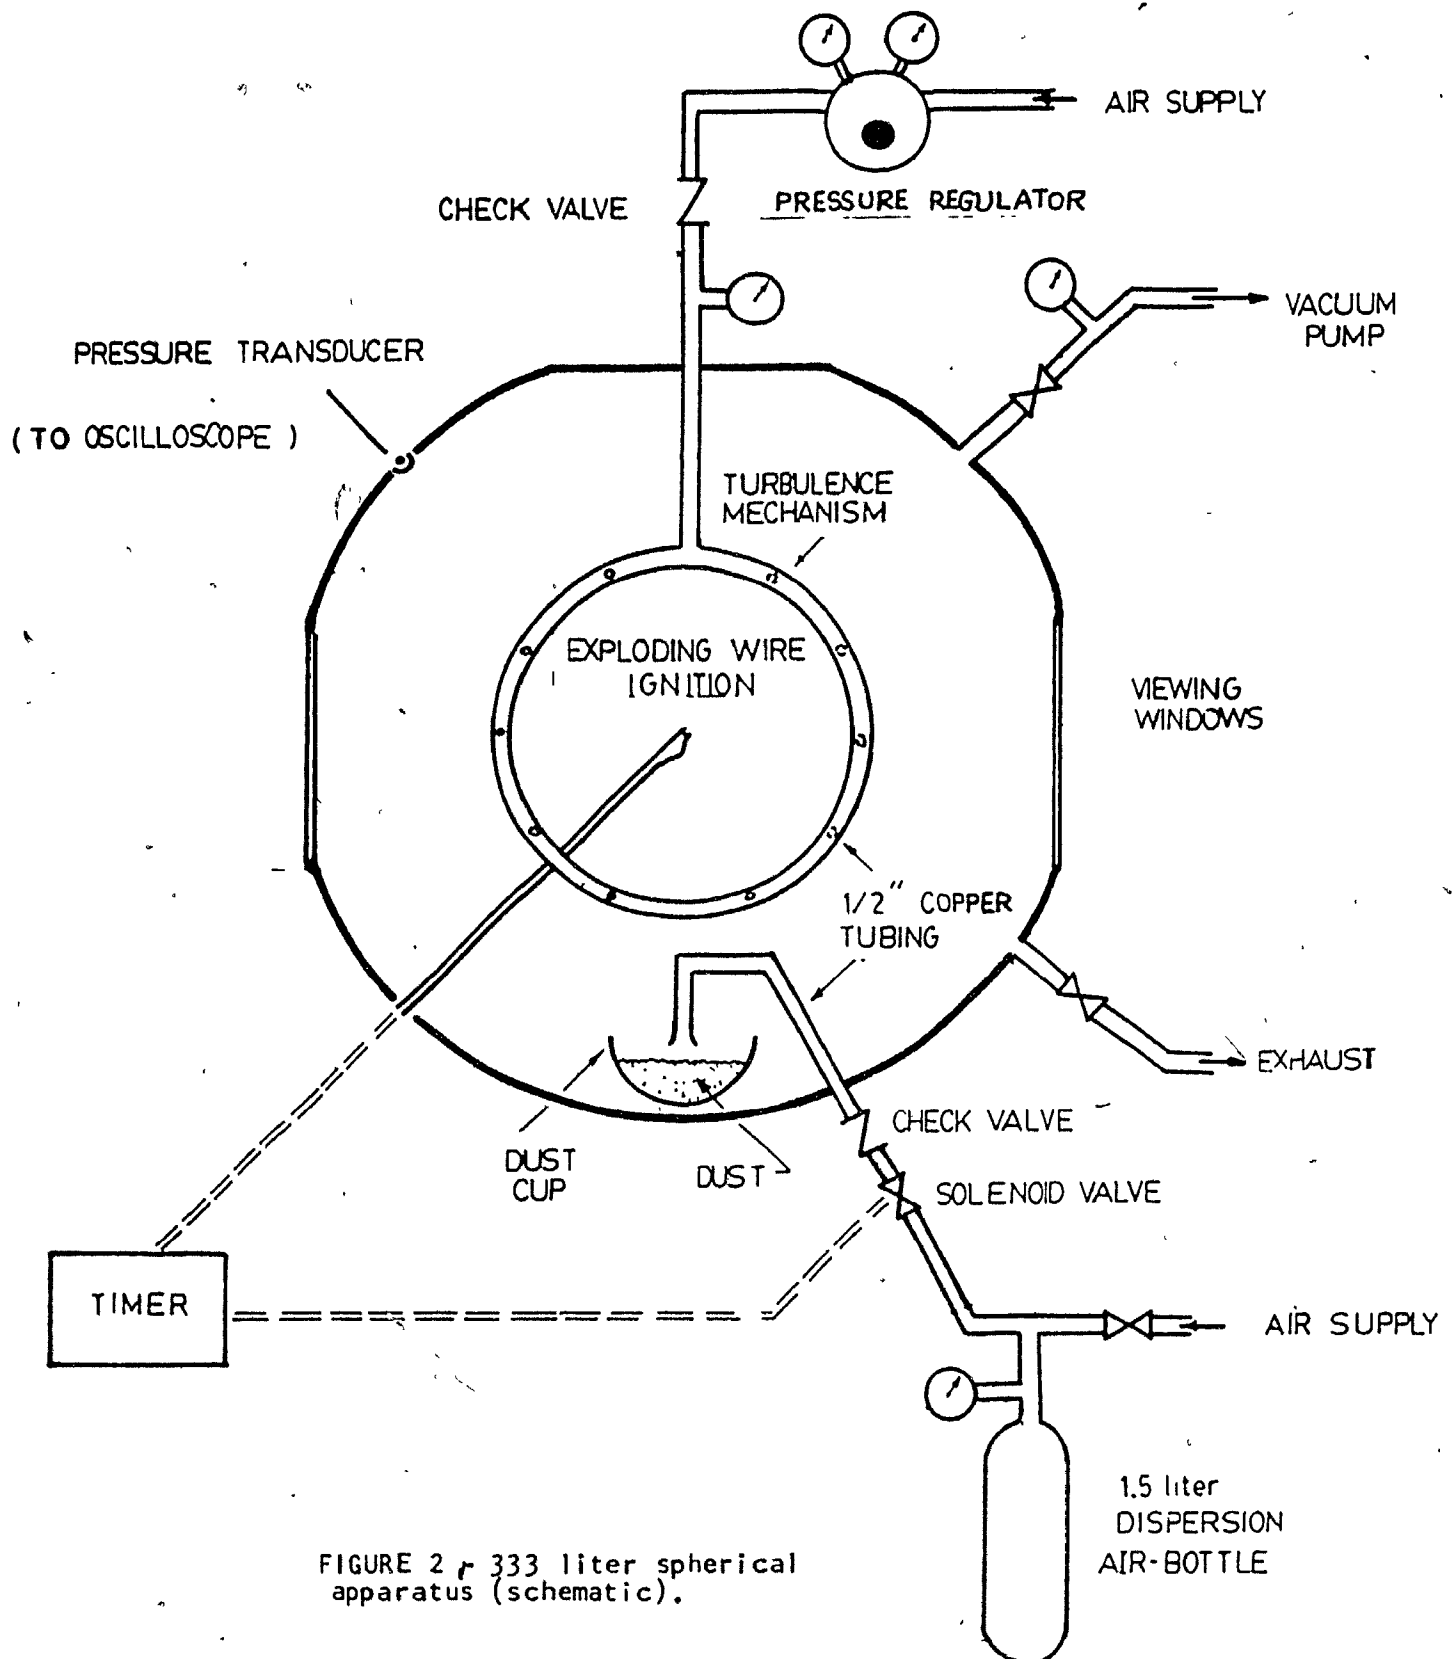 AIR SUPPLY
CHECK VALVE
PRESSURE REGULATOR
VACUUM
PUMP
PRESSURE TRANSDUCER
(TO OSCILLOSCOPE)
TURBULENCE
MECHANISM
EXPLODING WIRE
IGNITION
VIEWING
WINDOWS
1/2" COPPER
TUBING
EXHAUST
CHECK VALVE
DUST
CUP
DUST
SOLENOID VALVE
TIMER
AIR SUPPLY
1.5 liter
DISPERSION
AIR-BOTTLE
FIGURE 2 - 333 liter spherical
apparatus (schematic).